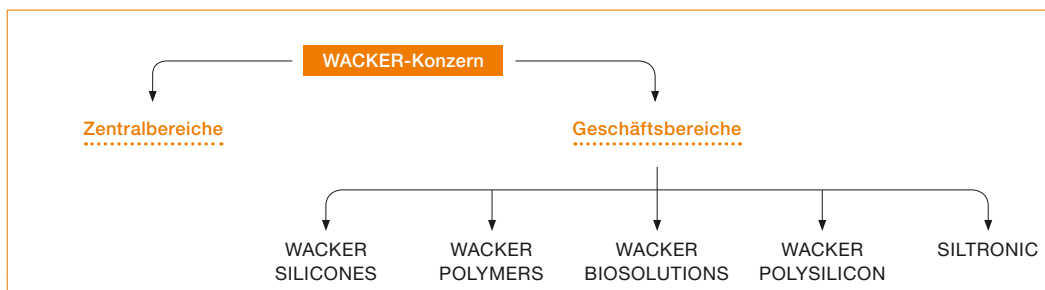 WACKER-Konzern
Zentralbereiche
Geschäftsbereiche
WACKER
SILICONES
WACKER
POLYMERS
WACKER
BIOSOLUTIONS
WACKER
POLYSILICON
SILTRONIC